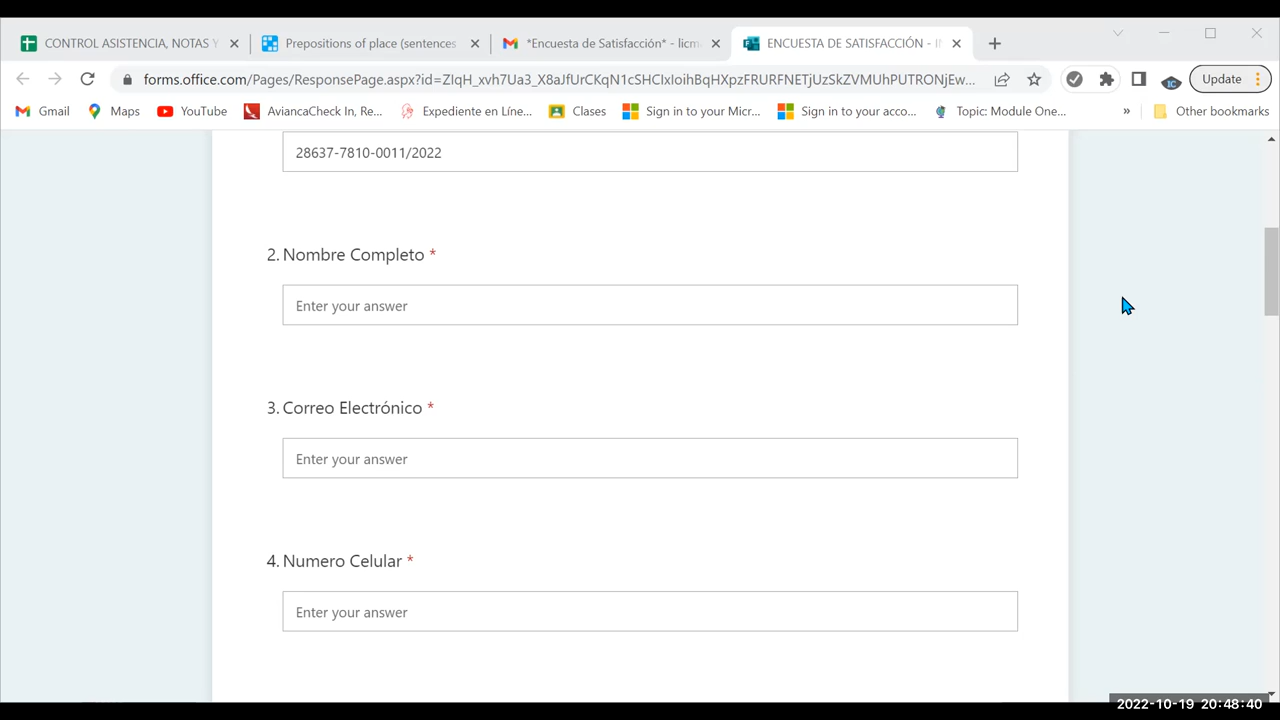 CONTROL ASISTENCIA, NOTAS Y
Prepositions of place (sentences
*Encuesta de Satisfacción* - licm
ENCUESTA DE SATISFACCIÓN - IN
forms.office.com/Pages/ResponsePage.aspx?id=ZIqH_xvh7Ua3_X8aJfUrCKqN1cSHCIxIoihBqHXpzFRURFNETjUzSkZVMUhPUTRONjEw...
Update
Gmail
Maps
YouTube
AviancaCheck In, Re...
Expediente en Líne...
Clases
Sign in to your Micr...
Sign in to your acco...
Topic: Module One...
»
Other bookmarks
28637-7810-0011/2022
2. Nombre Completo *
Enter your answer
3. Correo Electrónico *
Enter your answer
4. Numero Celular *
Enter your answer
2022-10-19 20:48:40